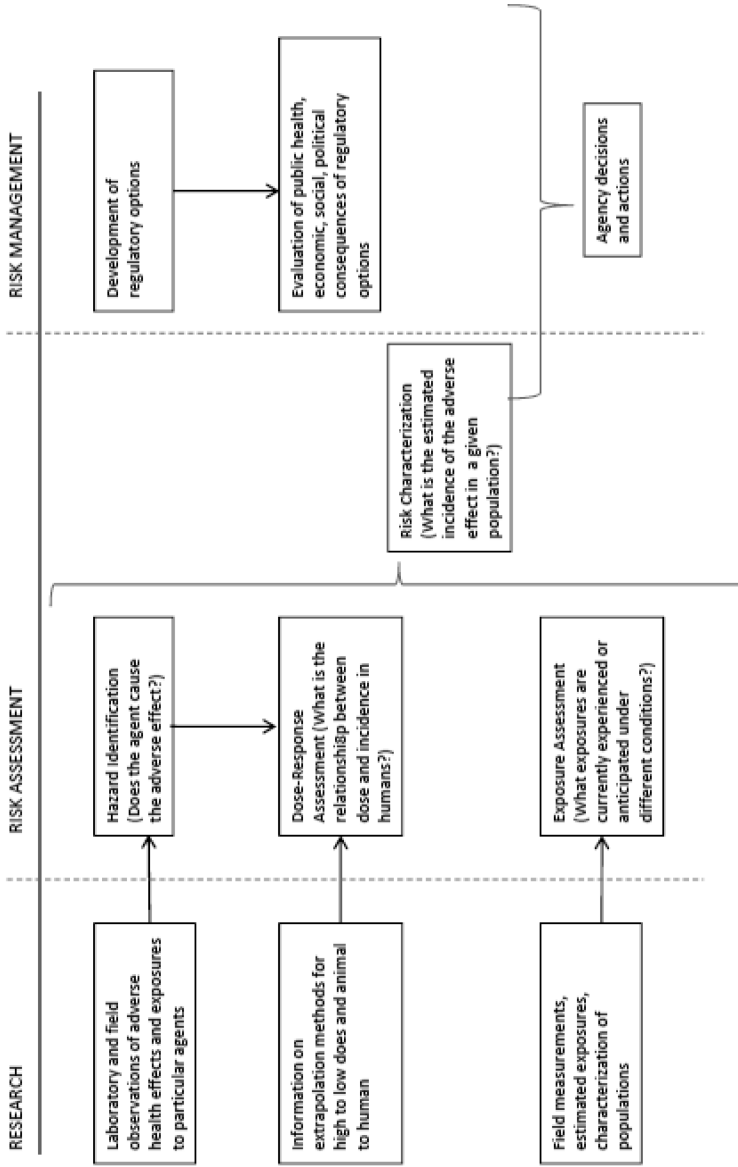 RESEARCH
RISK ASSESSMENT
RISK MANAGEMENT
Laboratory and field
observations of adverse
health effects and exposures
to particular agents
Information on
extrapolation methods for
high to low does and animal
to human
Field measurements,
estimated exposures,
characterization of
populations
Hazard Identification
(Does the agent cause
the adverse effect?)
Dose-Response
Assessment (What is the
relationshi8p between
dose and incidence in
humans?)
Exposure Assessment
(What exposures are
currently experienced or
anticipated under
different conditions?)
Risk Characterization
(What is the estimated
incidence of the adverse
effect in a given
population?)
Development of
regulatory options
Evaluation of public health,
economic, social, political
consequences of regulatory
options
Agency decisions
and actions